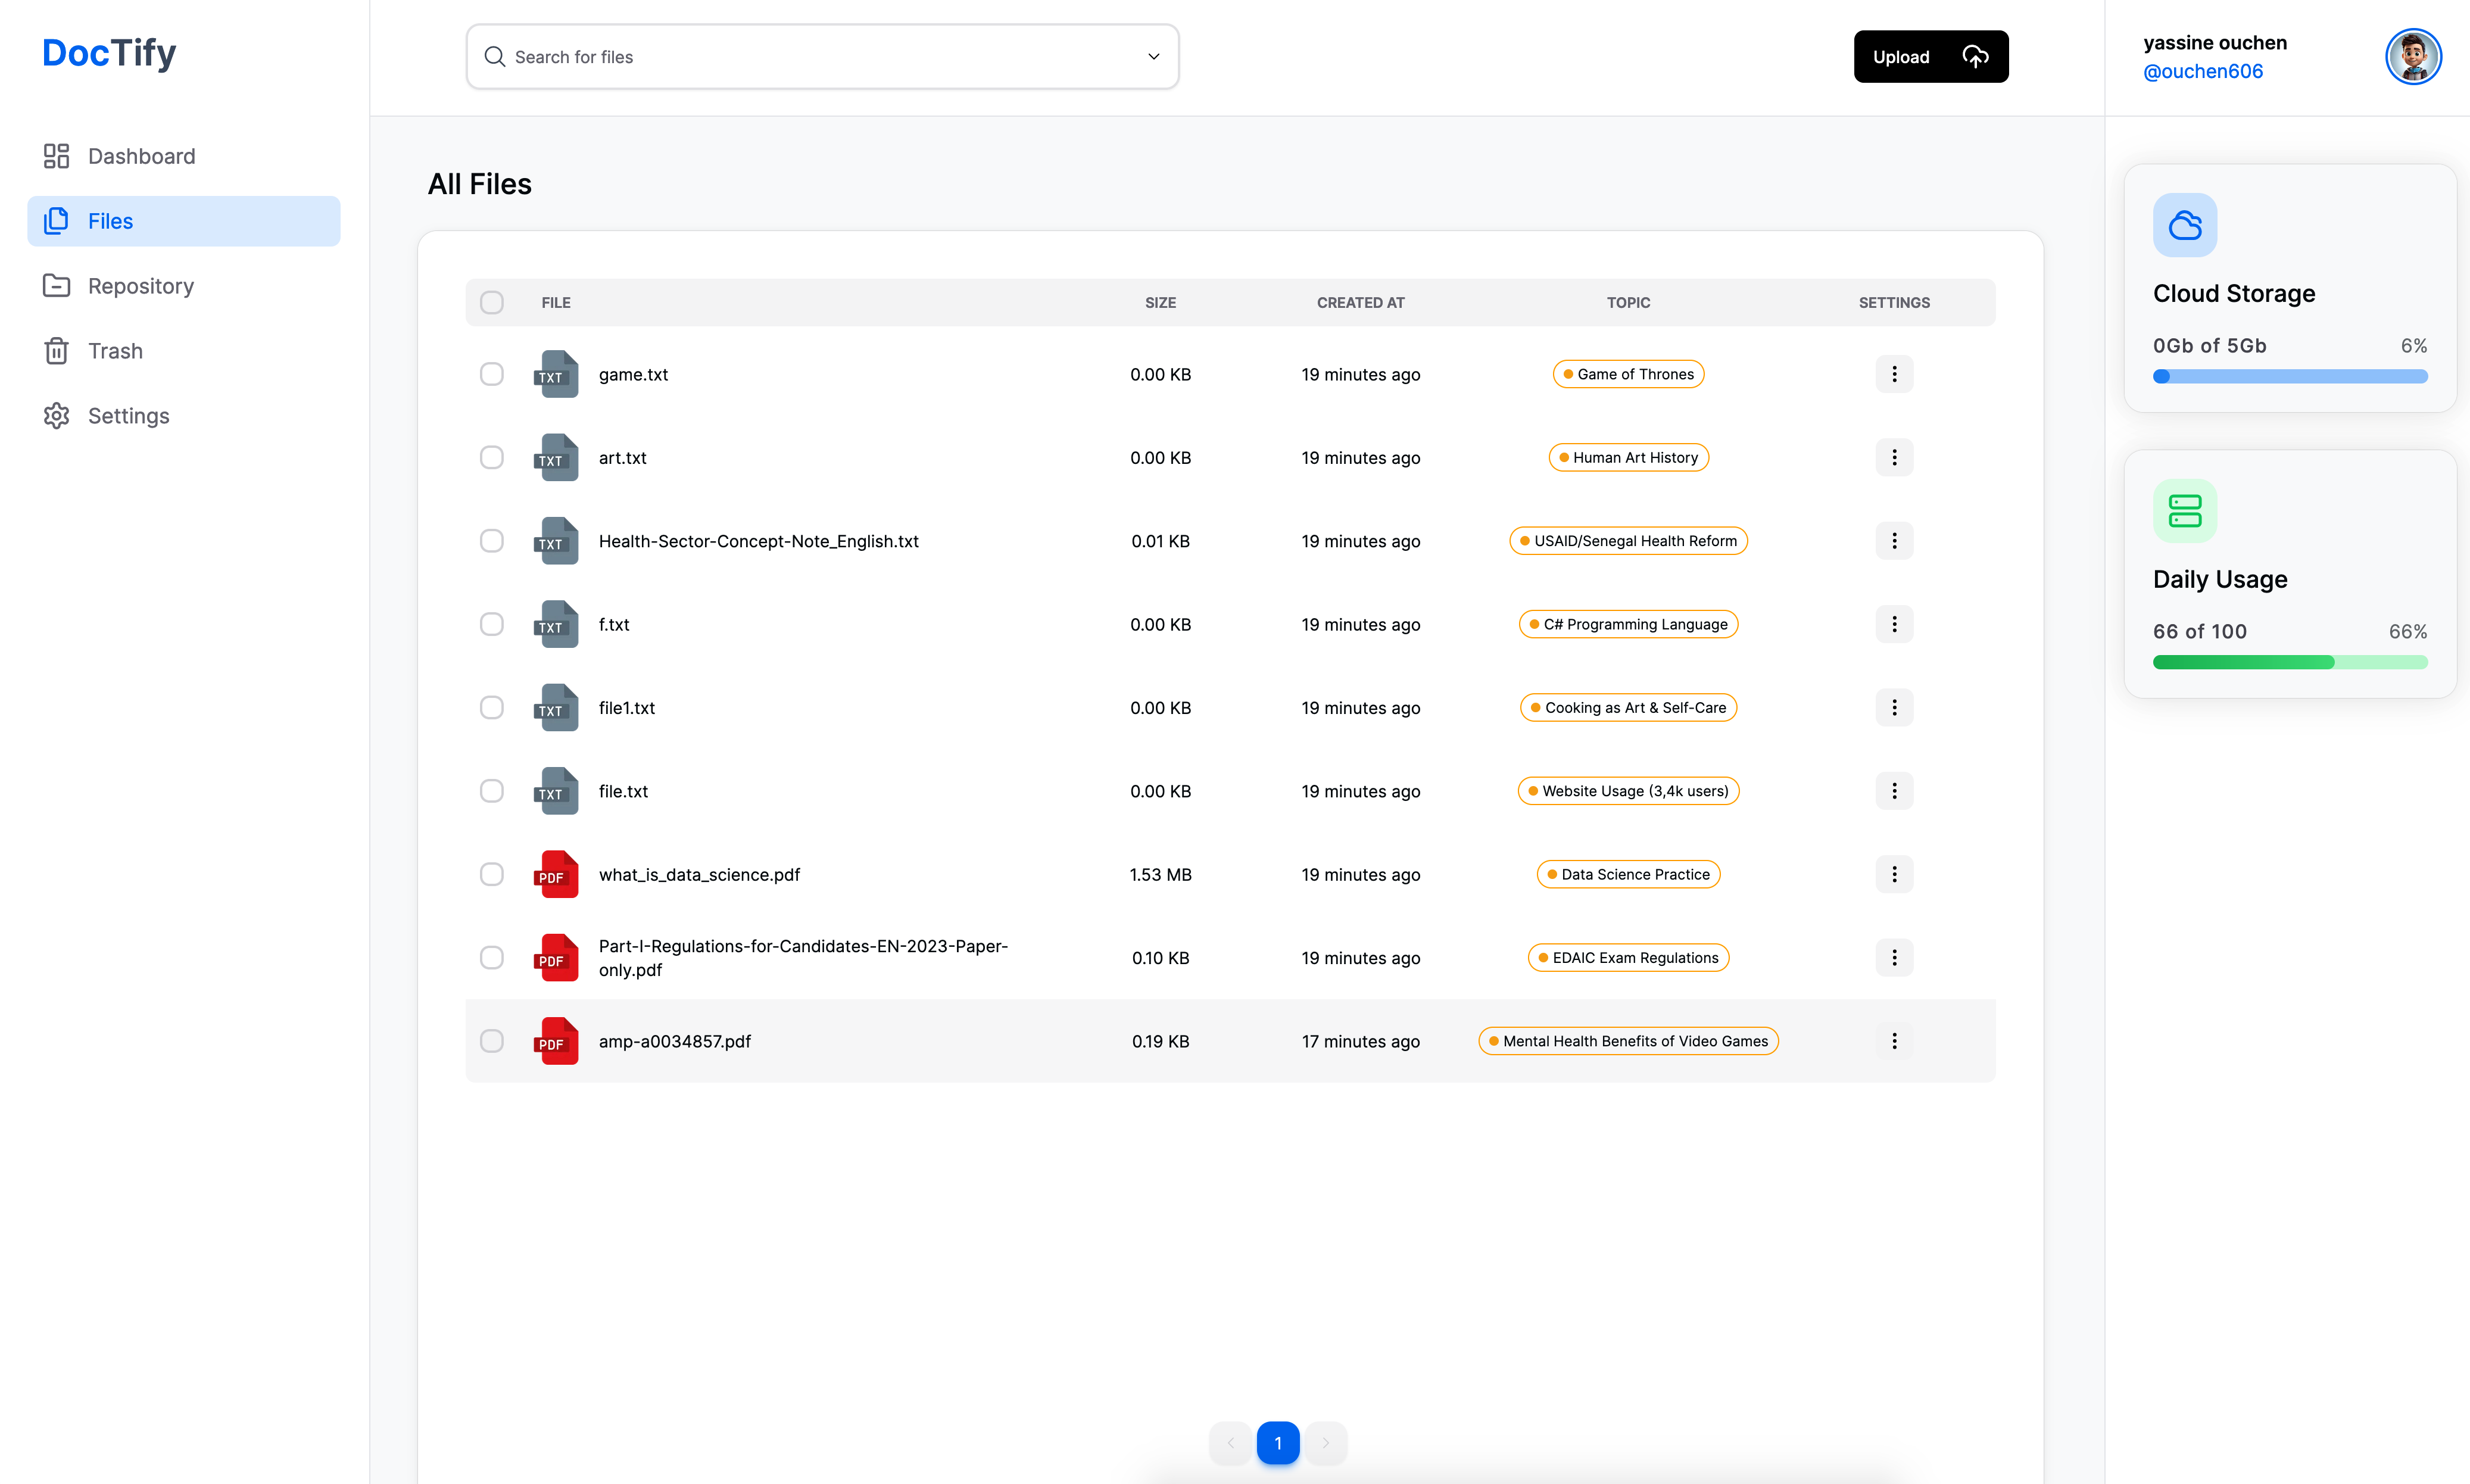 DocTify
Search for files
Upload
yassine ouchen
@ouchen606
Dashboard
Files
Repository
Trash
Settings
All Files
FILE SIZE CREATED AT TOPIC SETTINGS
TXT game.txt 0.00 KB 19 minutes ago Game of Thrones
TXT art.txt 0.00 KB 19 minutes ago Human Art History
TXT Health-Sector-Concept-Note_English.txt 0.01 KB 19 minutes ago USAID/Senegal Health Reform
TXT f.txt 0.00 KB 19 minutes ago C# Programming Language
TXT file1.txt 0.00 KB 19 minutes ago Cooking as Art & Self-Care
TXT file.txt 0.00 KB 19 minutes ago Website Usage (3,4k users)
PDF what_is_data_science.pdf 1.53 MB 19 minutes ago Data Science Practice
PDF Part-I-Regulations-for-Candidates-EN-2023-Paper-
only.pdf 0.10 KB 19 minutes ago EDAIC Exam Regulations
PDF amp-a0034857.pdf 0.19 KB 17 minutes ago Mental Health Benefits of Video Games
1
Cloud Storage
0Gb of 5Gb 6%
Daily Usage
66 of 100 66%